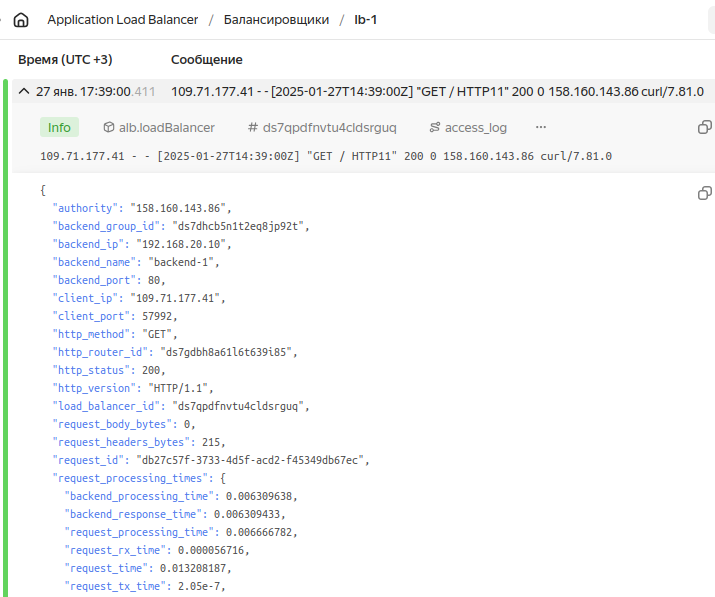 Application Load Balancer / Балансировщики / lb-1
Время (UTC +3) Сообщение
27 янв. 17:39:00.411 109.71.177.41 - - [2025-01-27T14:39:00Z] "GET / HTTP11" 200 0 158.160.143.86 curl/7.81.0
Info alb.loadBalancer # ds7qpdfnvtu4cldsrguq access_log ···
109.71.177.41 - - [2025-01-27T14:39:00Z] "GET / HTTP11" 200 0 158.160.143.86 curl/7.81.0
{
"authority": "158.160.143.86",
"backend_group_id": "ds7dhcb5n1t2eq8jp92t",
"backend_ip": "192.168.20.10",
"backend_name": "backend-1",
"backend_port": 80,
"client_ip": "109.71.177.41",
"client_port": 57992,
"http_method": "GET",
"http_router_id": "ds7gdbh8a61l6t639i85",
"http_status": 200,
"http_version": "HTTP/1.1",
"load_balancer_id": "ds7qpdfnvtu4cldsrguq",
"request_body_bytes": 0,
"request_headers_bytes": 215,
"request_id": "db27c57f-3733-4d5f-acd2-f45349db67ec",
"request_processing_times": {
"backend_processing_time": 0.006309638,
"backend_response_time": 0.006309433,
"request_processing_time": 0.006666782,
"request_rx_time": 0.000056716,
"request_time": 0.013208187,
"request_tx_time": 2.05e-7,